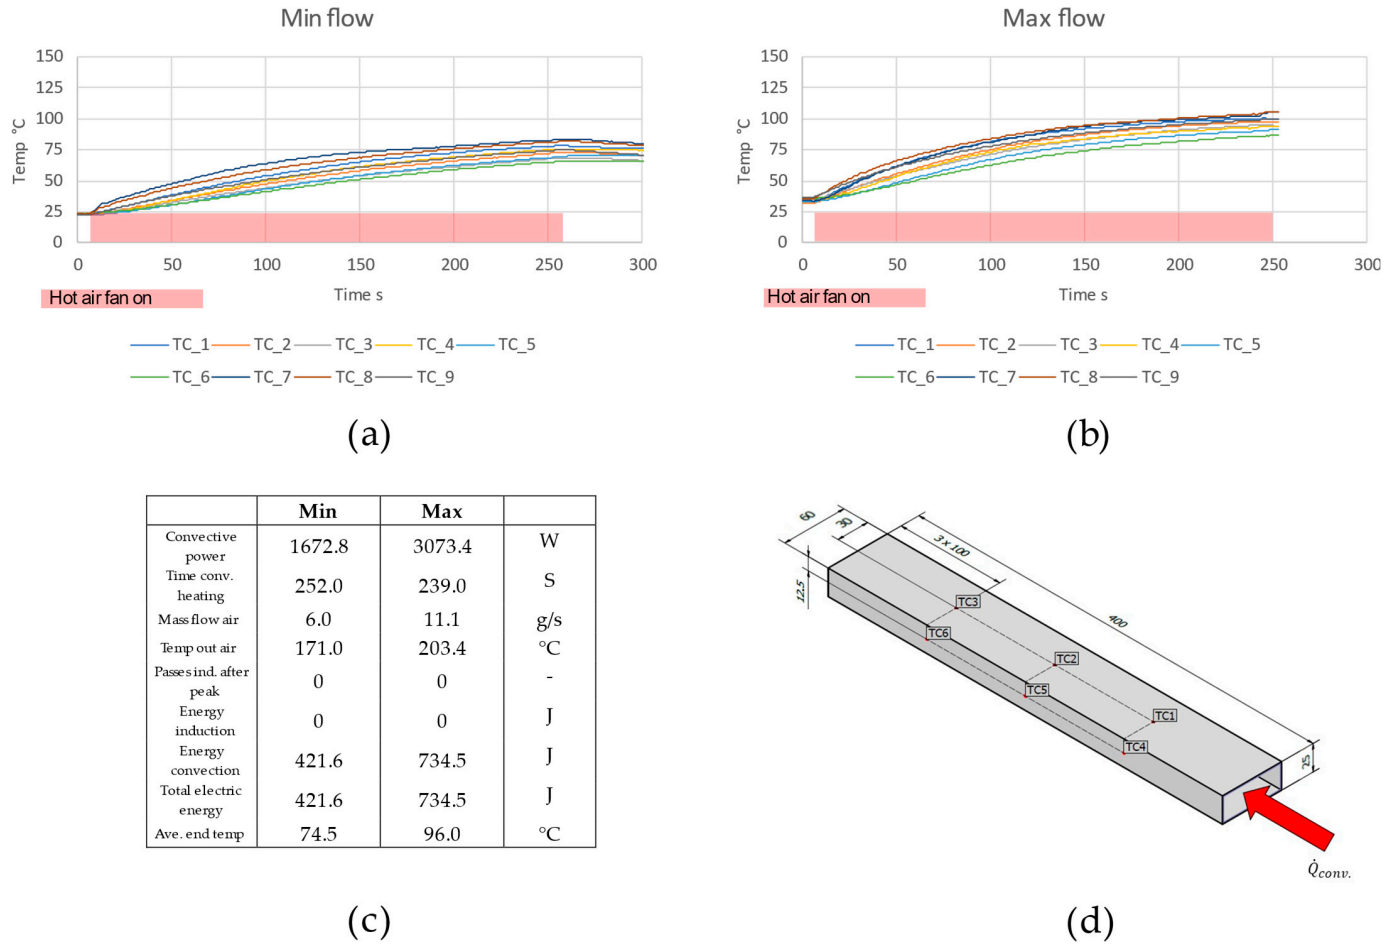 Min flow
150
125
100
75
50
25
0
Temp °C
0 50 100 150 200 250 300
Hot air fan on
Time s
TC_1 TC_2 TC_3 TC_4 TC_5
TC_6 TC_7 TC_8 TC_9
(a)
Max flow
150
125
100
75
50
25
0
Temp °C
0 50 100 150 200 250 300
Hot air fan on
Time s
TC_1 TC_2 TC_3 TC_4 TC_5
TC_6 TC_7 TC_8 TC_9
(b)
Min Max
Convective
power 1672.8 3073.4 W
Time conv.
heating 252.0 239.0 S
Mass flow air 6.0 11.1 g/s
Temp out air 171.0 203.4 °C
Passes ind. after
peak 0 0 -
Energy
induction 0 0 J
Energy
convection 421.6 734.5 J
Total electric
energy 421.6 734.5 J
Ave. end temp 74.5 96.0 °C
(c)
60
30
3 x 100
12.5
400
TC3
TC6
TC2
TC5
TC1
TC4
25
Q̇conv.
(d)